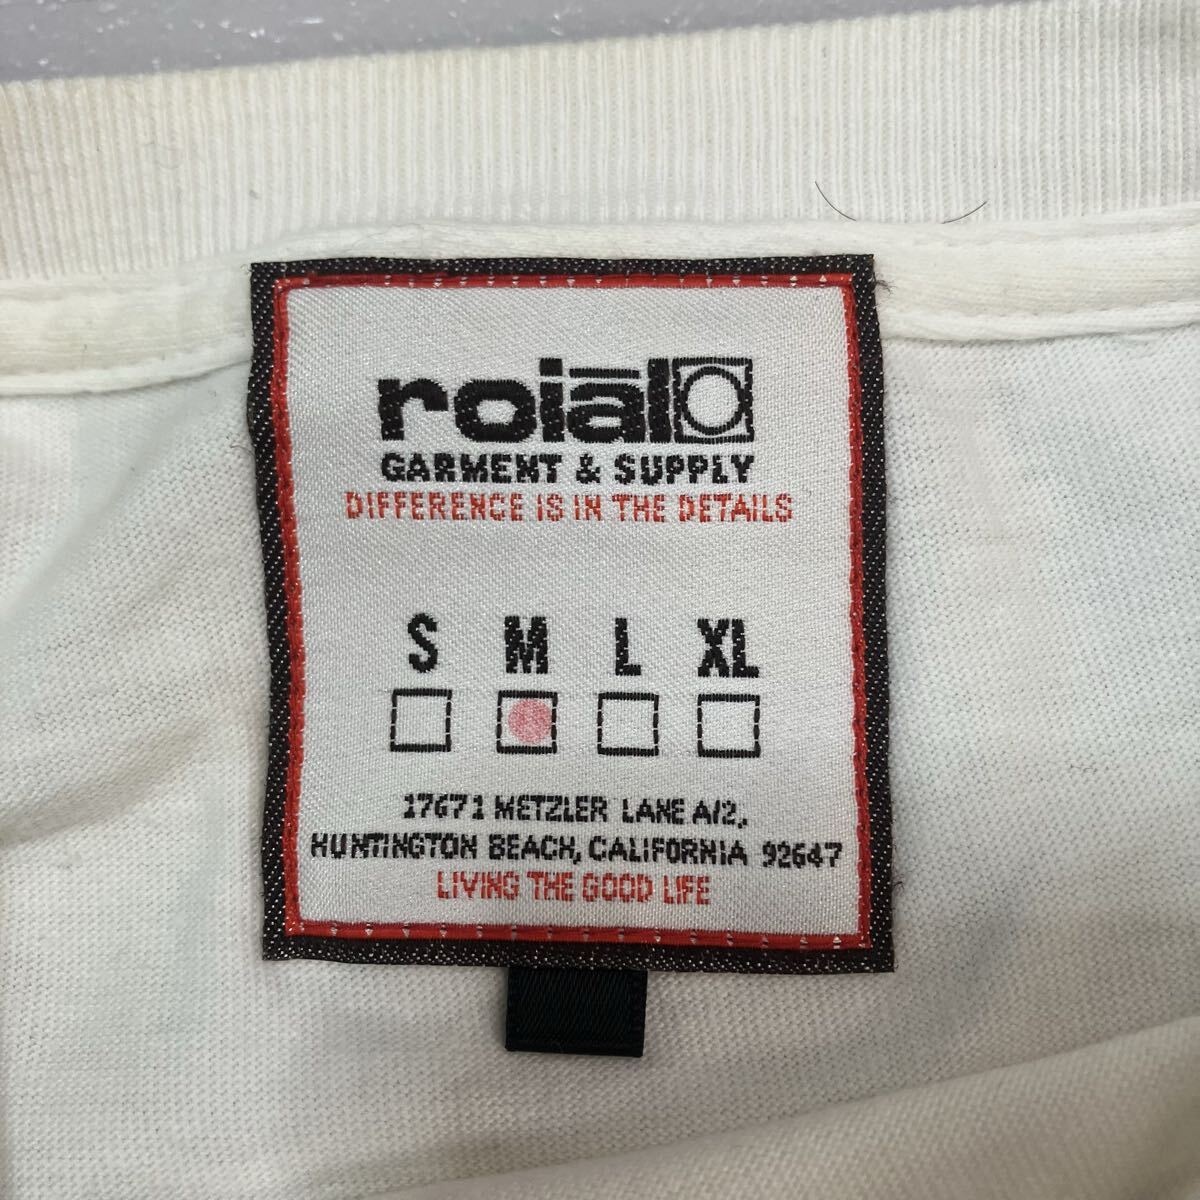 roiāl
GARMENT & SUPPLY
DIFFERENCE IS IN THE DETAILS
S M L XL
17671 METZLER LANE A/2,
HUNTINGTON BEACH, CALIFORNIA 92647
LIVING THE GOOD LIFE